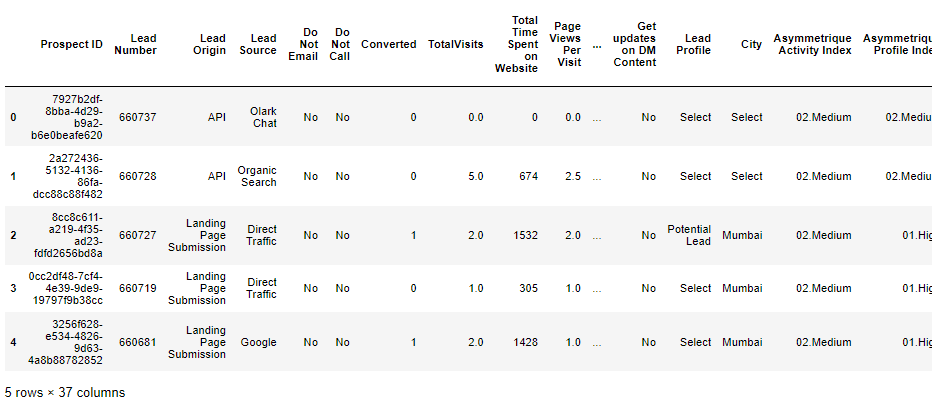 Prospect ID Lead Number Lead Origin Lead Source Do Not Email Do Not Call Converted TotalVisits Total Time Spent on Website Page Views Per Visit ... Get updates on DM Content Lead Profile City Asymmetrique Activity Index Asymmetriqu Profile Inde
0 7927b2df-8bba-4d29-b9a2-b6e0beafe620 660737 API Olark Chat No No 0 0.0 0 0.0 ... No Select Select 02.Medium 02.Mediu
1 2a272436-5132-4136-86fa-dcc88c88f482 660728 API Organic Search No No 0 5.0 674 2.5 ... No Select Select 02.Medium 02.Mediu
2 8cc8c611-a219-4f35-ad23-fdfd2656bd8a 660727 Landing Page Submission Direct Traffic No No 1 2.0 1532 2.0 ... No Potential Lead Mumbai 02.Medium 01.Hig
3 0cc2df48-7cf4-4e39-9de9-19797f9b38cc 660719 Landing Page Submission Direct Traffic No No 0 1.0 305 1.0 ... No Select Mumbai 02.Medium 01.Hig
4 3256f628-e534-4826-9d63-4a8b88782852 660681 Landing Page Submission Google No No 1 2.0 1428 1.0 ... No Select Mumbai 02.Medium 01.Hig
5 rows × 37 columns